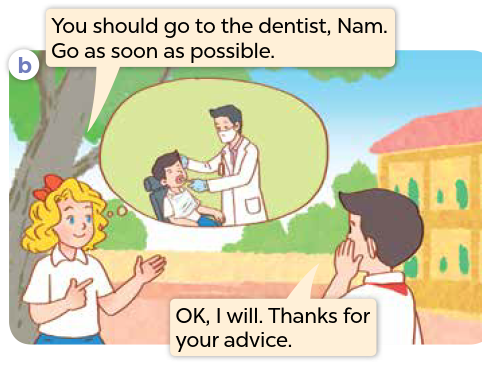 You should go to the dentist, Nam.
Go as soon as possible.
b
OK, I will. Thanks for
your advice.